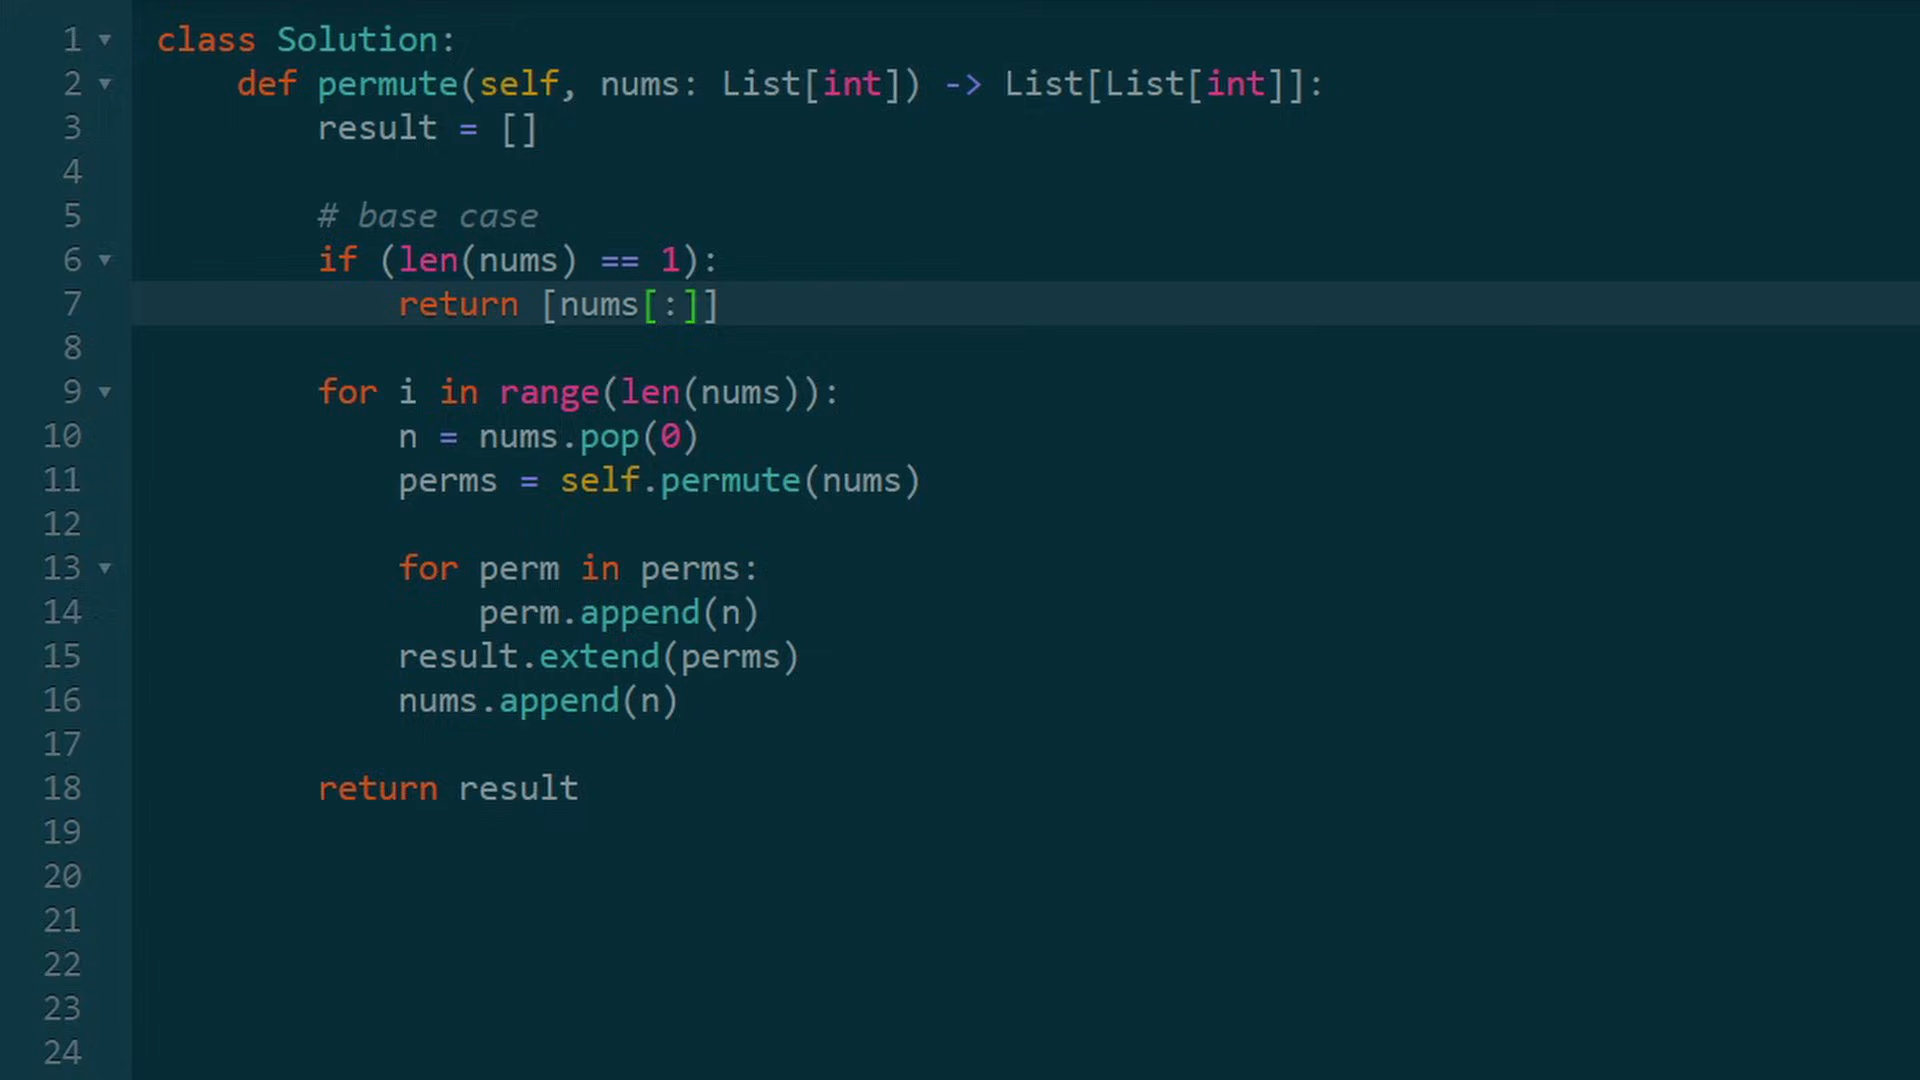 1 class Solution:
2 def permute(self, nums: List[int]) -> List[List[int]]:
3 result = []
4
5 # base case
6 if (len(nums) == 1):
7 return [nums[:]]
8
9 for i in range(len(nums)):
10 n = nums.pop(0)
11 perms = self.permute(nums)
12
13 for perm in perms:
14 perm.append(n)
15 result.extend(perms)
16 nums.append(n)
17
18 return result
19
20
21
22
23
24